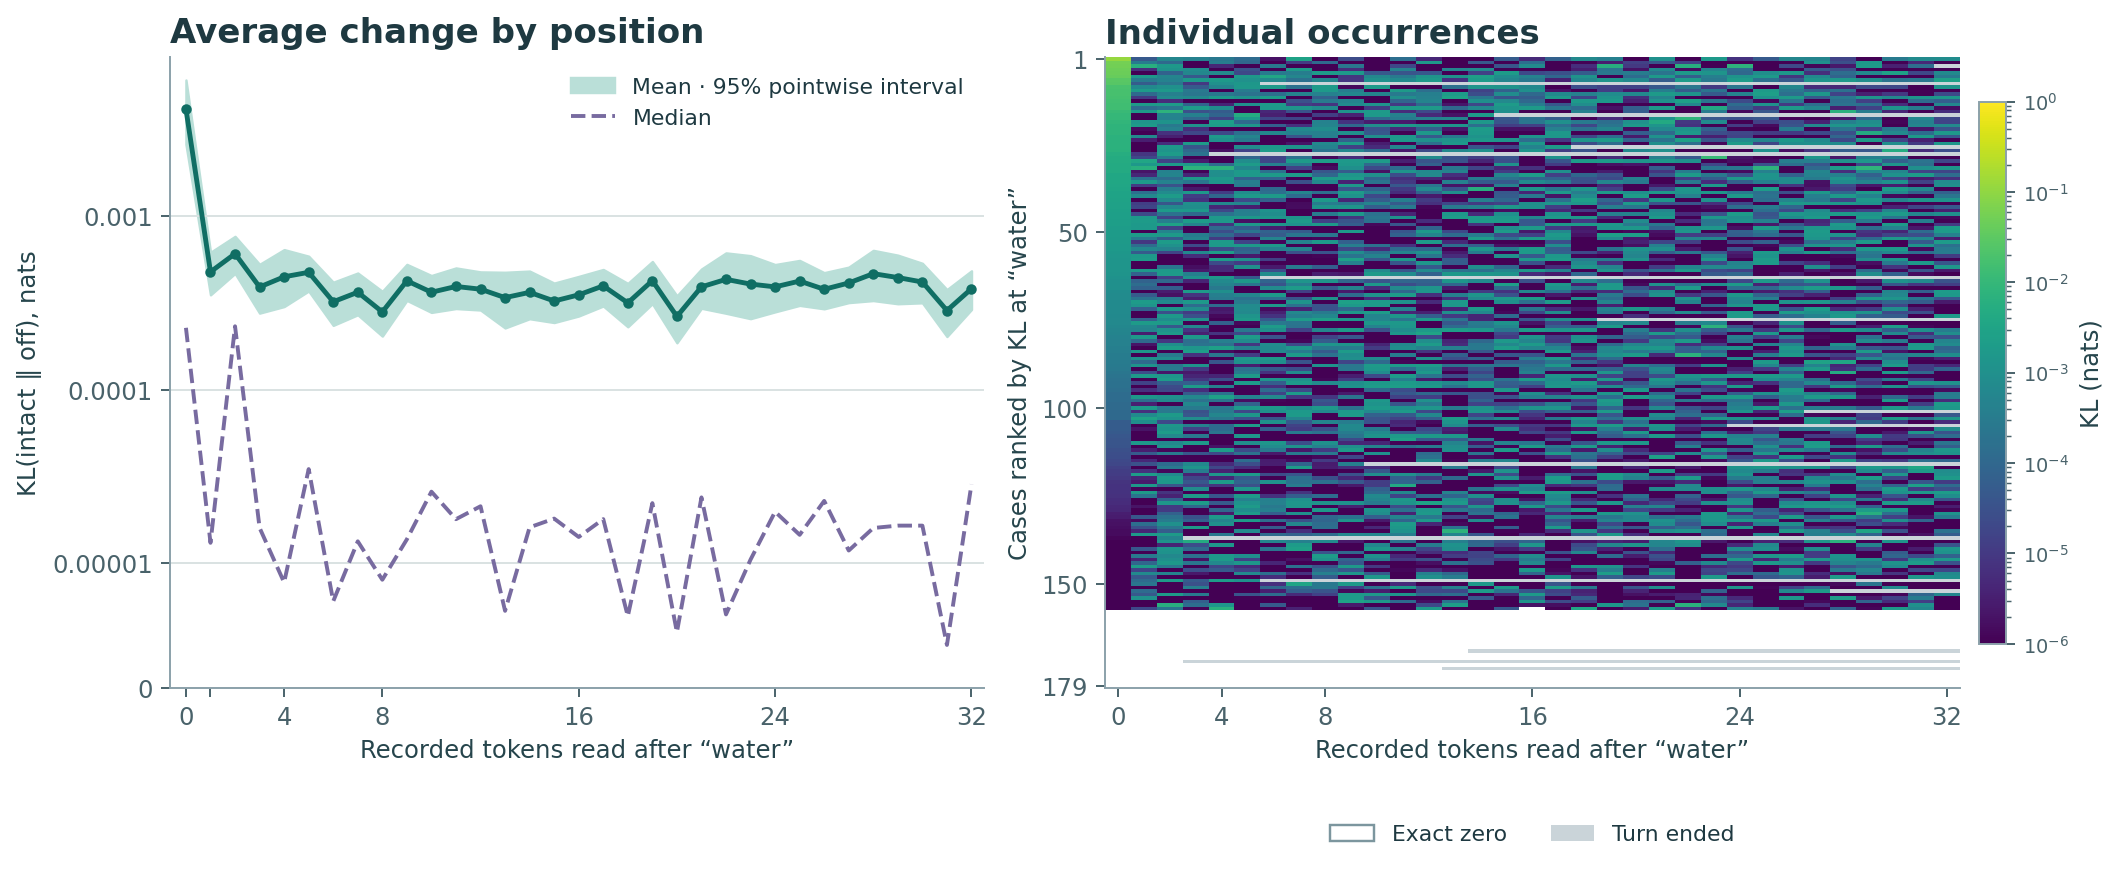 Average change by position
Mean · 95% pointwise interval
Median
KL(intact ∥ off), nats
0.001
0.0001
0.00001
0
0 4 8 16 24 32
Recorded tokens read after “water”
Individual occurrences
Cases ranked by KL at “water”
1
50
100
150
179
0 4 8 16 24 32
Recorded tokens read after “water”
10⁰
10⁻¹
10⁻²
10⁻³
10⁻⁴
10⁻⁵
10⁻⁶
KL (nats)
Exact zero
Turn ended